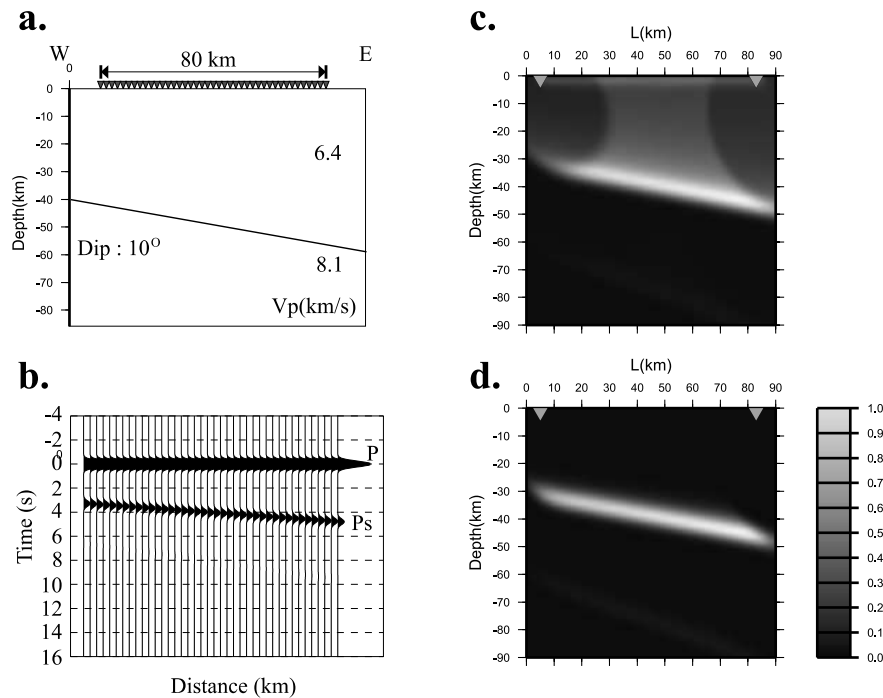 a.
W
E
0
80 km
0
-10
-20
-30
-40
-50
-60
-70
-80
Depth(km)
6.4
Dip : 10°
8.1
Vp(km/s)
b.
-4
-2
0
0
2
4
6
8
10
12
14
16
Time (s)
P
Ps
Distance (km)
c.
L(km)
0 10 20 30 40 50 60 70 80 90
0
-10
-20
-30
-40
-50
-60
-70
-80
-90
Depth(km)
d.
L(km)
0 10 20 30 40 50 60 70 80 90
0
-10
-20
-30
-40
-50
-60
-70
-80
-90
Depth(km)
1.0
0.9
0.8
0.7
0.6
0.5
0.4
0.3
0.2
0.1
0.0